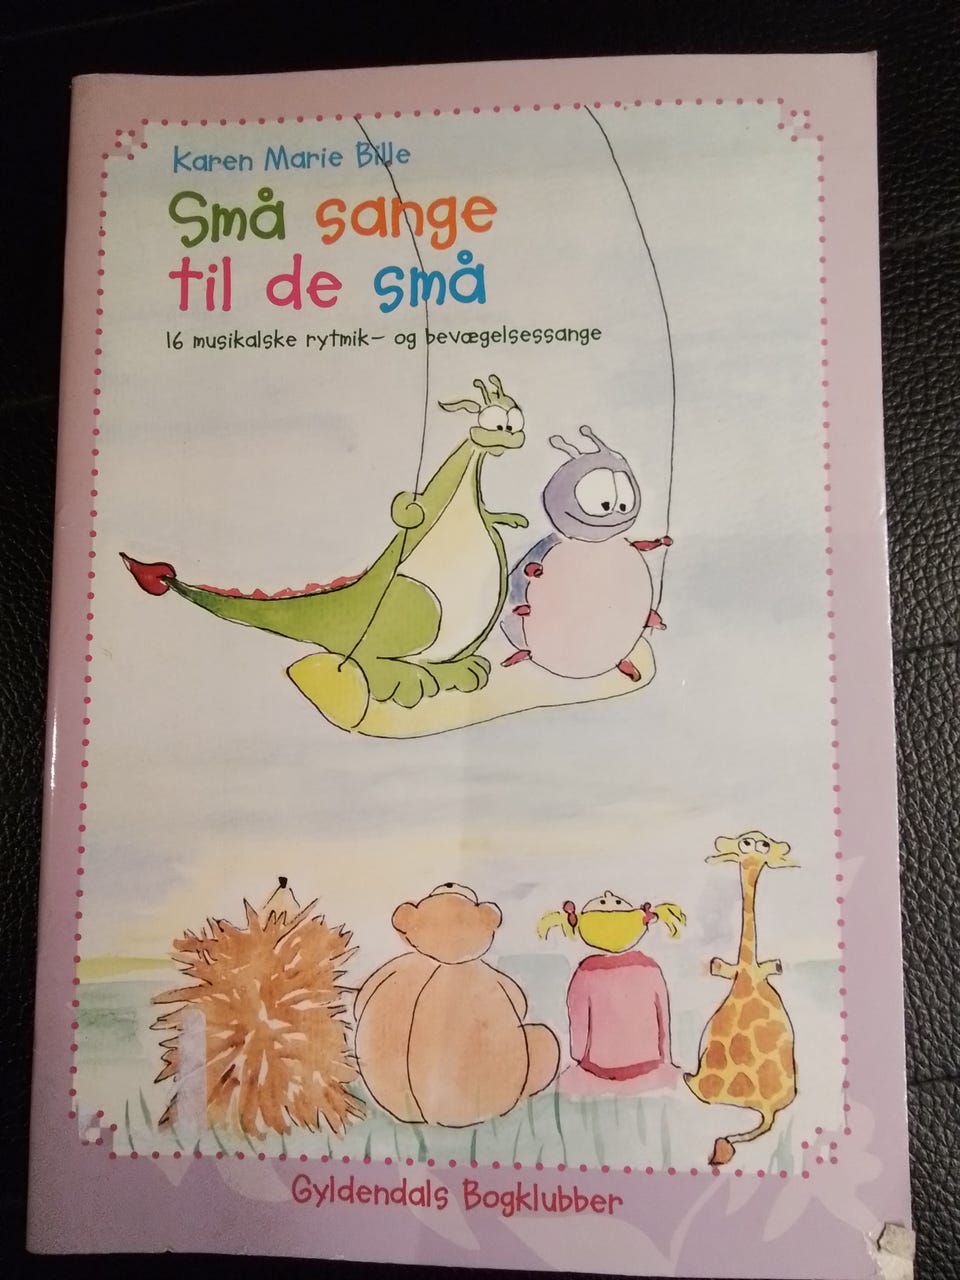 Karen Marie Bille
Små sange
til de små
16 musikalske rytmik- og bevægelsessange
Gyldendals Bogklubber